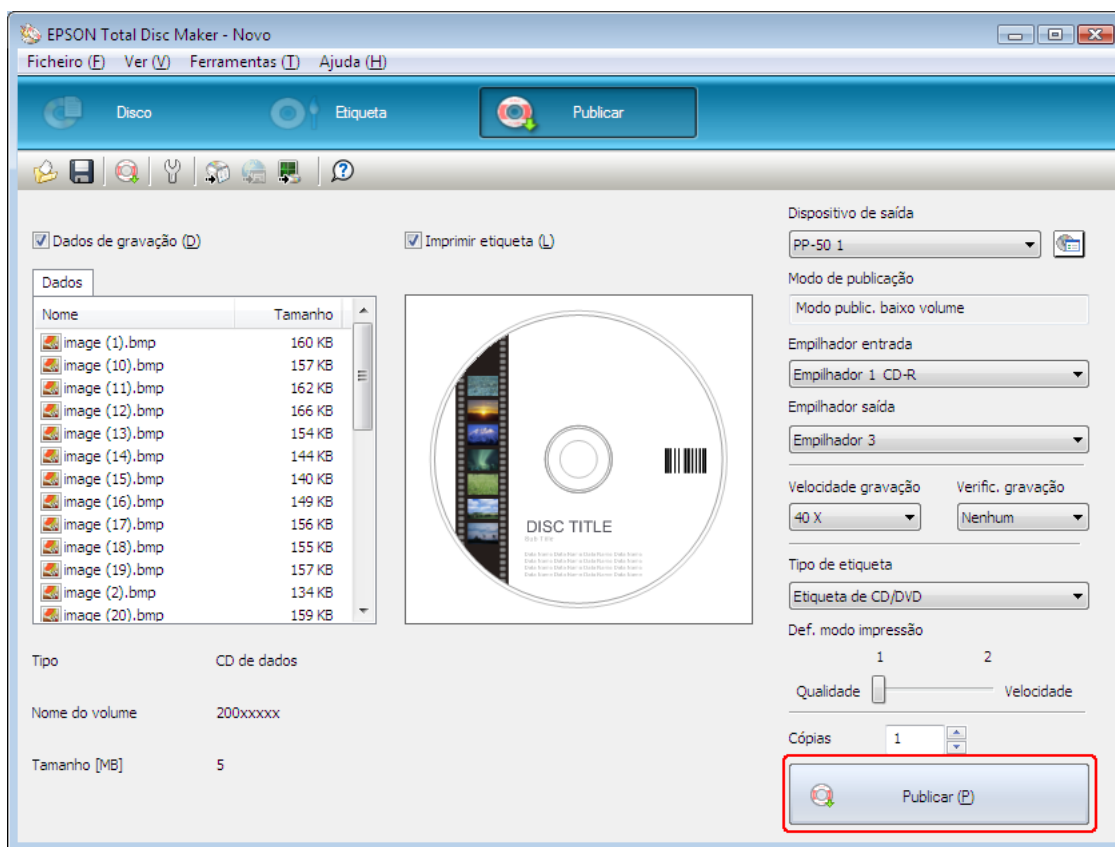 EPSON Total Disc Maker - Novo
Ficheiro (F) Ver (V) Ferramentas (T) Ajuda (H)
Disco Etiqueta Publicar
Dados de gravação (D)
Imprimir etiqueta (L)
Dados
Nome Tamanho
image (1).bmp 160 KB
image (10).bmp 157 KB
image (11).bmp 162 KB
image (12).bmp 166 KB
image (13).bmp 154 KB
image (14).bmp 144 KB
image (15).bmp 140 KB
image (16).bmp 149 KB
image (17).bmp 156 KB
image (18).bmp 155 KB
image (19).bmp 157 KB
image (2).bmp 134 KB
image (20).bmp 159 KB
DISC TITLE
Sub Title
Tipo CD de dados
Nome do volume 200xxxxx
Tamanho [MB] 5
Dispositivo de saída
PP-50 1
Modo de publicação
Modo public. baixo volume
Empilhador entrada
Empilhador 1 CD-R
Empilhador saída
Empilhador 3
Velocidade gravação Verific. gravação
40 X Nenhum
Tipo de etiqueta
Etiqueta de CD/DVD
Def. modo impressão
1 2
Qualidade Velocidade
Cópias 1
Publicar (P)